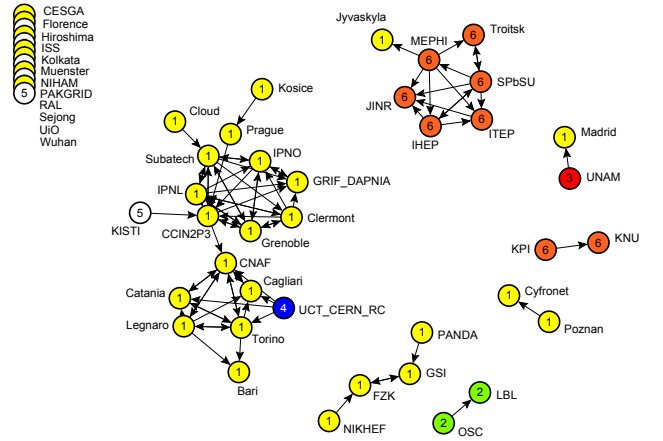 CESGA
Florence
Hiroshima
ISS
Kolkata
Muenster
NIHAM
5 PAKGRID
RAL
Sejong
UiO
Wuhan
Jyvaskyla
1
MEPHI
6
Troitsk
6
6 SPbSU
JINR 6
6
IHEP
6
ITEP
1 Kosice
Cloud
1
1
Prague
Subatech 1
1 IPNO
IPNL 1
1 GRIF_DAPNIA
5
KISTI
1
CCIN2P3
1
Clermont
1
Grenoble
1 Madrid
3 UNAM
KPI 6
6 KNU
1 CNAF
Catania 1
1 Cagliari
4 UCT_CERN_RC
Legnaro 1
1
Torino
1
Bari
1 Cyfronet
1
Poznan
1 PANDA
1 GSI
1
FZK
1
NIKHEF
2 LBL
2
OSC